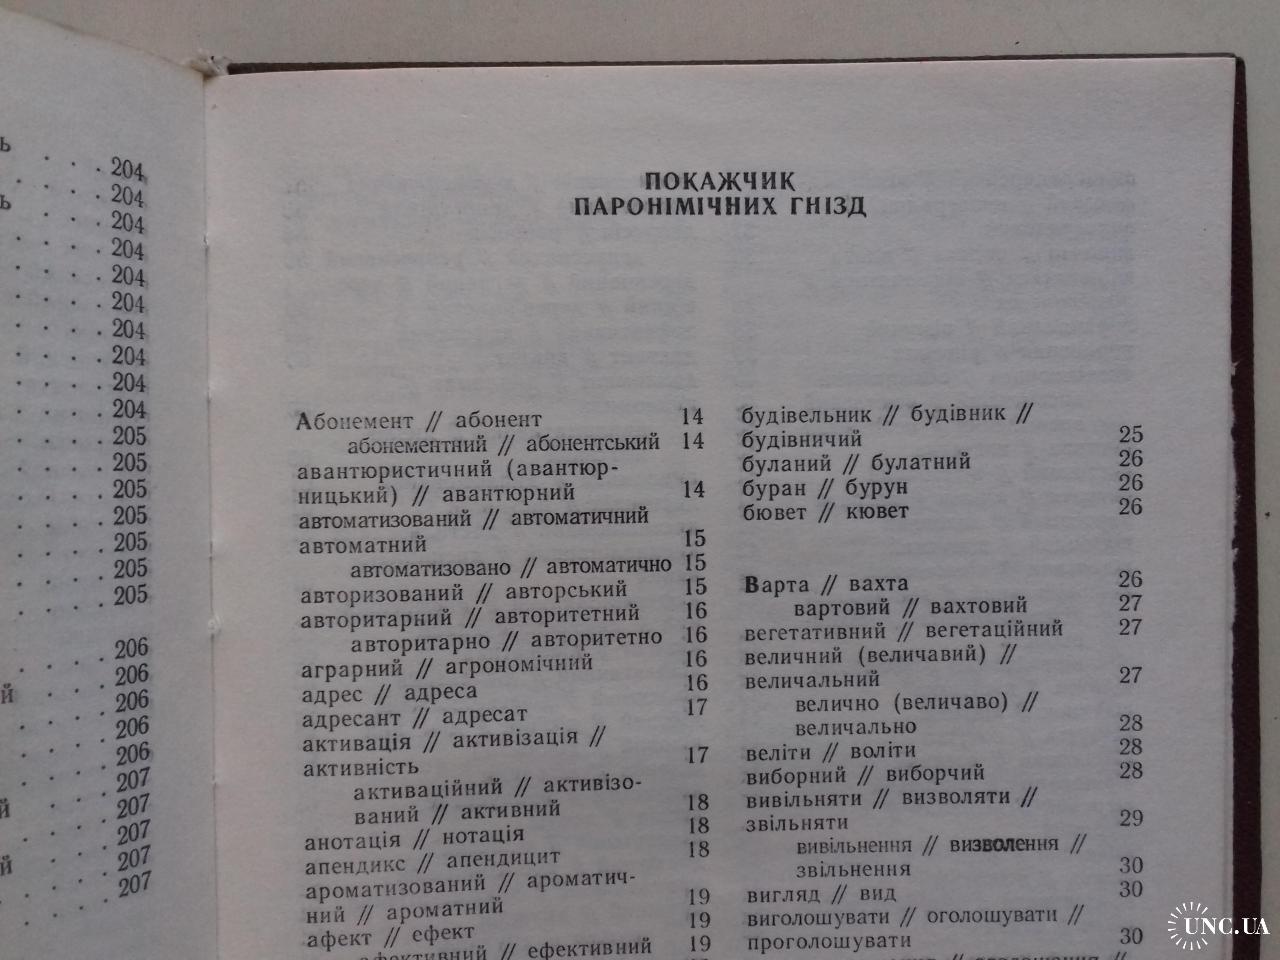 ь
204
204
ь
204
204
204
204
204
204
204
204
205
205
205
205
205
205
205
206
206
й
206
206
206
207
й
207
207
й
207
207
ПОКАЖЧИК
ПАРОНІМІЧНИХ ГНІЗД
Абонемент // абонент 14
абонементний // абонентський 14
авантюристичний (авантюр-
ницький) // авантюрний 14
автоматизований // автоматичний
автоматний 15
автоматизовано // автоматично 15
авторизований // авторський 15
авторитарний // авторитетний 16
авторитарно // авторитетно 16
аграрний // агрономічний 16
адрес // адреса 16
адресант // адресат 17
активація // активізація //
активність 17
активаційний // активізо-
ваний // активний 18
анотація // нотація 18
апендикс // апендицит 18
ароматизований // ароматич-
ний // ароматний 19
афект // ефект 19
афективний // ефективний 19
будівельник // будівник //
будівничий 25
буланий // булатний 26
буран // бурун 26
бювет // кювет 26
Варта // вахта 26
вартовий // вахтовий 27
вегетативний // вегетаційний 27
величний (величавий) //
величальний 27
велично (величаво) //
величально 28
веліти // воліти 28
виборний // виборчий 28
вивільняти // визволяти //
звільняти 29
вивільнення // визволення //
звільнення 30
вигляд // вид 30
виголошувати // оголошувати //
проголошувати 30
UNC.UA